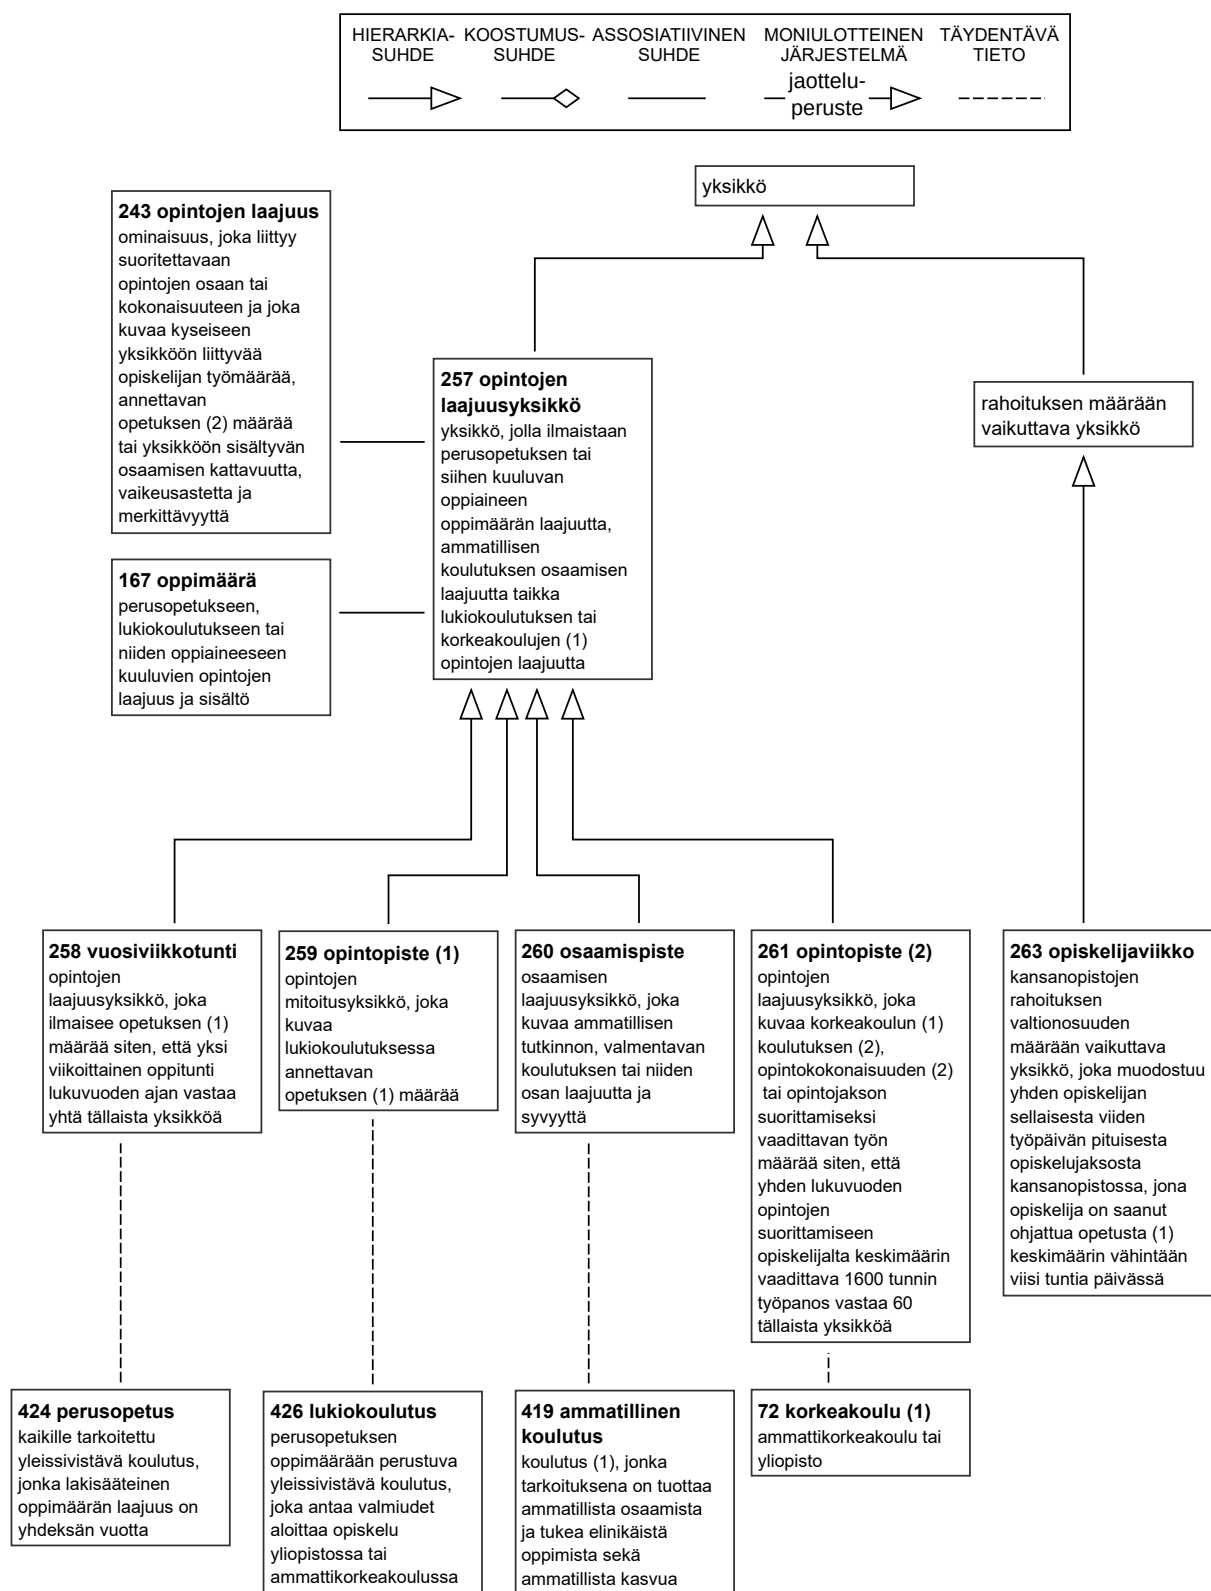 HIERARKIA-
SUHDE
KOOSTUMUS-
SUHDE
ASSOSIATIIVINEN
SUHDE
MONIULOTTEINEN
JÄRJESTELMÄ
jaottelu-
peruste
TÄYDENTÄVÄ
TIETO
yksikkö
243 opintojen laajuus
ominaisuus, joka liittyy
suoritettavaan
opintojen osaan tai
kokonaisuuteen ja joka
kuvaa kyseiseen
yksikköön liittyvää
opiskelijan työmäärää,
annettavan
opetuksen (2) määrää
tai yksikköön sisältyvän
osaamisen kattavuutta,
vaikeusastetta ja
merkittävyyttä
257 opintojen
laajuusyksikkö
yksikkö, jolla ilmaistaan
perusopetuksen tai
siihen kuuluvan
oppiaineen
oppimäärän laajuutta,
ammatillisen
koulutuksen osaamisen
laajuutta taikka
lukiokoulutuksen tai
korkeakoulujen (1)
opintojen laajuutta
rahoituksen määrään
vaikuttava yksikkö
167 oppimäärä
perusopetukseen,
lukiokoulutukseen tai
niiden oppiaineeseen
kuuluvien opintojen
laajuus ja sisältö
258 vuosiviikkotunti
opintojen
laajuusyksikkö, joka
ilmaisee opetuksen (1)
määrää siten, että yksi
viikoittainen oppitunti
lukuvuoden ajan vastaa
yhtä tällaista yksikköä
259 opintopiste (1)
opintojen
mitoitusyksikkö, joka
kuvaa
lukiokoulutuksessa
annettavan
opetuksen (1) määrää
260 osaamispiste
osaamisen
laajuusyksikkö, joka
kuvaa ammatillisen
tutkinnon, valmentavan
koulutuksen tai niiden
osan laajuutta ja
syvyyttä
261 opintopiste (2)
opintojen
laajuusyksikkö, joka
kuvaa korkeakoulun (1)
koulutuksen (2),
opintokokonaisuuden (2)
tai opintojakson
suorittamiseksi
vaadittavan työn
määrää siten, että
yhden lukuvuoden
opintojen
suorittamiseen
opiskelijalta keskimäärin
vaadittava 1600 tunnin
työpanos vastaa 60
tällaista yksikköä
263 opiskelijaviikko
kansanopistojen
rahoituksen
valtionosuuden
määrään vaikuttava
yksikkö, joka muodostuu
yhden opiskelijan
sellaisesta viiden
työpäivän pituisesta
opiskelujaksosta
kansanopistossa, jona
opiskelija on saanut
ohjattua opetusta (1)
keskimäärin vähintään
viisi tuntia päivässä
424 perusopetus
kaikille tarkoitettu
yleissivistävä koulutus,
jonka lakisääteinen
oppimäärän laajuus on
yhdeksän vuotta
426 lukiokoulutus
perusopetuksen
oppimäärään perustuva
yleissivistävä koulutus,
joka antaa valmiudet
aloittaa opiskelu
yliopistossa tai
ammattikorkeakoulussa
419 ammatillinen
koulutus
koulutus (1), jonka
tarkoituksena on tuottaa
ammatillista osaamista
ja tukea elinikäistä
oppimista sekä
ammatillista kasvua
72 korkeakoulu (1)
ammattikorkeakoulu tai
yliopisto